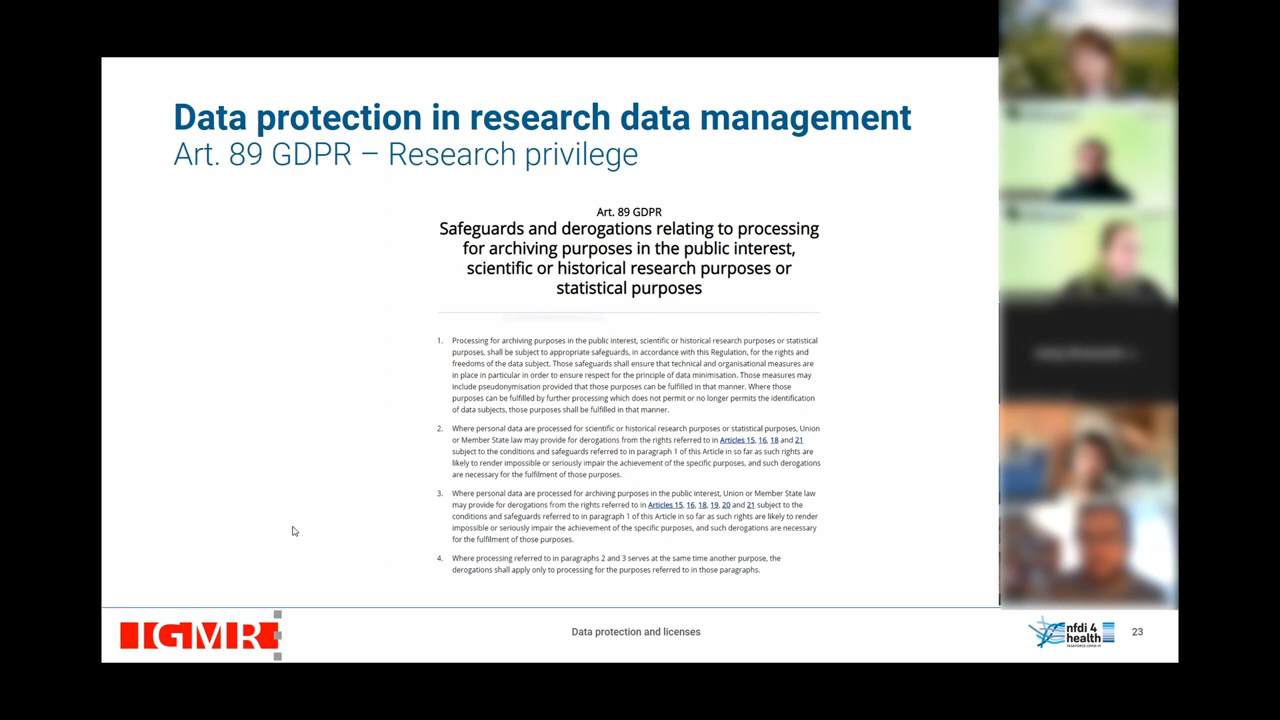 Data protection in research data management
Art. 89 GDPR – Research privilege
Art. 89 GDPR
Safeguards and derogations relating to processing
for archiving purposes in the public interest,
scientific or historical research purposes or
statistical purposes
1. Processing for archiving purposes in the public interest, scientific or historical research purposes or statistical
purposes, shall be subject to appropriate safeguards, in accordance with this Regulation, for the rights and
freedoms of the data subject. Those safeguards shall ensure that technical and organisational measures are
in place in particular in order to ensure respect for the principle of data minimisation. Those measures may
include pseudonymisation provided that those purposes can be fulfilled in that manner. Where those
purposes can be fulfilled by further processing which does not permit or no longer permits the identification
of data subjects, those purposes shall be fulfilled in that manner.
2. Where personal data are processed for scientific or historical research purposes or statistical purposes, Union
or Member State law may provide for derogations from the rights referred to in Articles 15, 16, 18 and 21
subject to the conditions and safeguards referred to in paragraph 1 of this Article in so far as such rights are
likely to render impossible or seriously impair the achievement of the specific purposes, and such derogations
are necessary for the fulfilment of those purposes.
3. Where personal data are processed for archiving purposes in the public interest, Union or Member State law
may provide for derogations from the rights referred to in Articles 15, 16, 18, 19, 20 and 21 subject to the
conditions and safeguards referred to in paragraph 1 of this Article in so far as such rights are likely to render
impossible or seriously impair the achievement of the specific purposes, and such derogations are necessary
for the fulfilment of those purposes.
4. Where processing referred to in paragraphs 2 and 3 serves at the same time another purpose, the
derogations shall apply only to processing for the purposes referred to in those paragraphs.
IGMR
Data protection and licenses
nfdi 4
health
TASKFORCE COVID-19
23